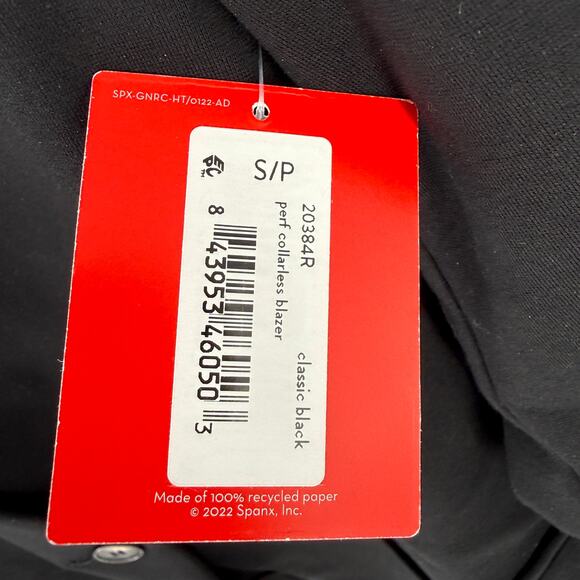 SPX-GNRC-HT/0122-AD
EPC™
S/P
20384R
perf collarless blazer
classic black
8 43953 46050 3
Made of 100% recycled paper
© 2022 Spanx, Inc.